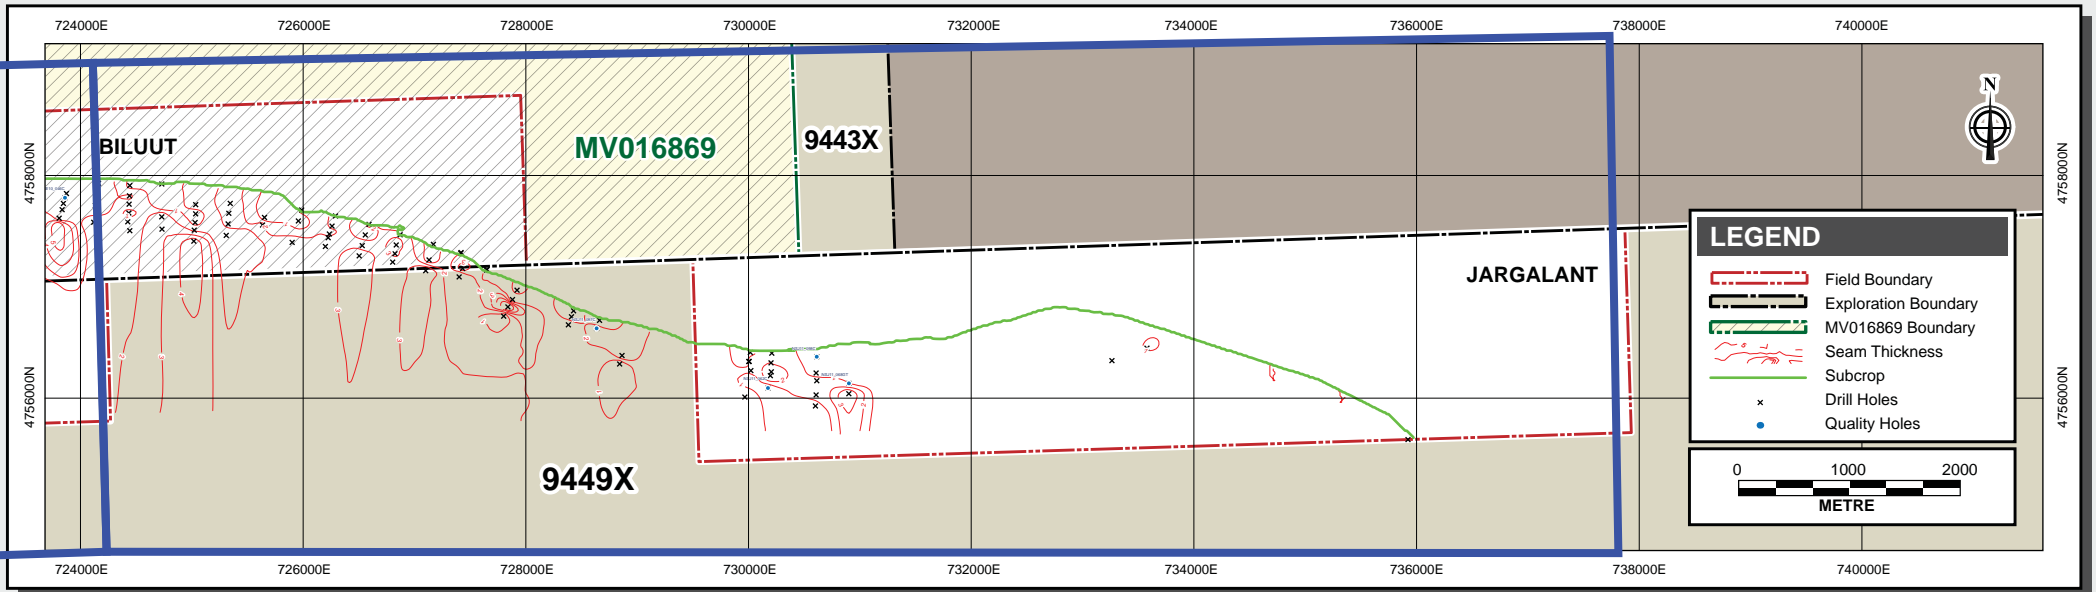 724000E 726000E 728000E 730000E 732000E 734000E 736000E 738000E 740000E
N
BILUUT
MV016869
9443X
4758000N
4758000N
LEGEND
JARGALANT
Field Boundary
Exploration Boundary
MV016869 Boundary
Seam Thickness
Subcrop
Drill Holes
Quality Holes
4756000N
4756000N
9449X
0 1000 2000
METRE
724000E 726000E 728000E 730000E 732000E 734000E 736000E 738000E 740000E